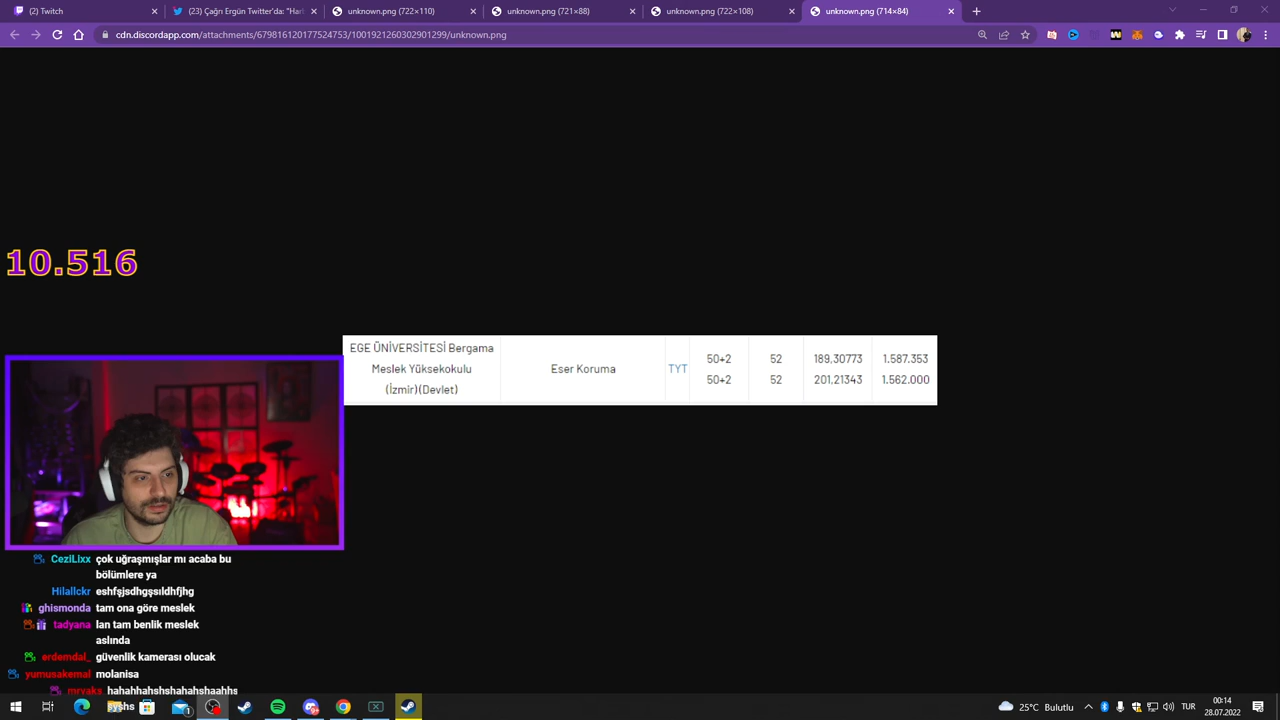 (2) Twitch
(23) Çağrı Ergün Twitter'da: "Harl
unknown.png (722×110)
unknown.png (721×88)
unknown.png (722×108)
unknown.png (714×84)
cdn.discordapp.com/attachments/679816120177524753/1001921260302901299/unknown.png
10.516
EGE ÜNİVERSİTESİ Bergama
Meslek Yüksekokulu
(İzmir)(Devlet)
Eser Koruma
TYT
50+2
50+2
52
52
189,30773
201,21343
1.587.353
1.562.000
CeziLixx çok uğraşmışlar mı acaba bu
bölümlere ya
Hilallckr eshfşjsdhgşsıldhfjhg
ghismonda tam ona göre meslek
tadyana lan tam benlik meslek
aslında
erdemdal_ güvenlik kamerası olucak
yumusakemal molanisa
mrvaks hahahhahshshahahshaahhs
syshs
25°C Bulutlu
TUR
00:14
28.07.2022